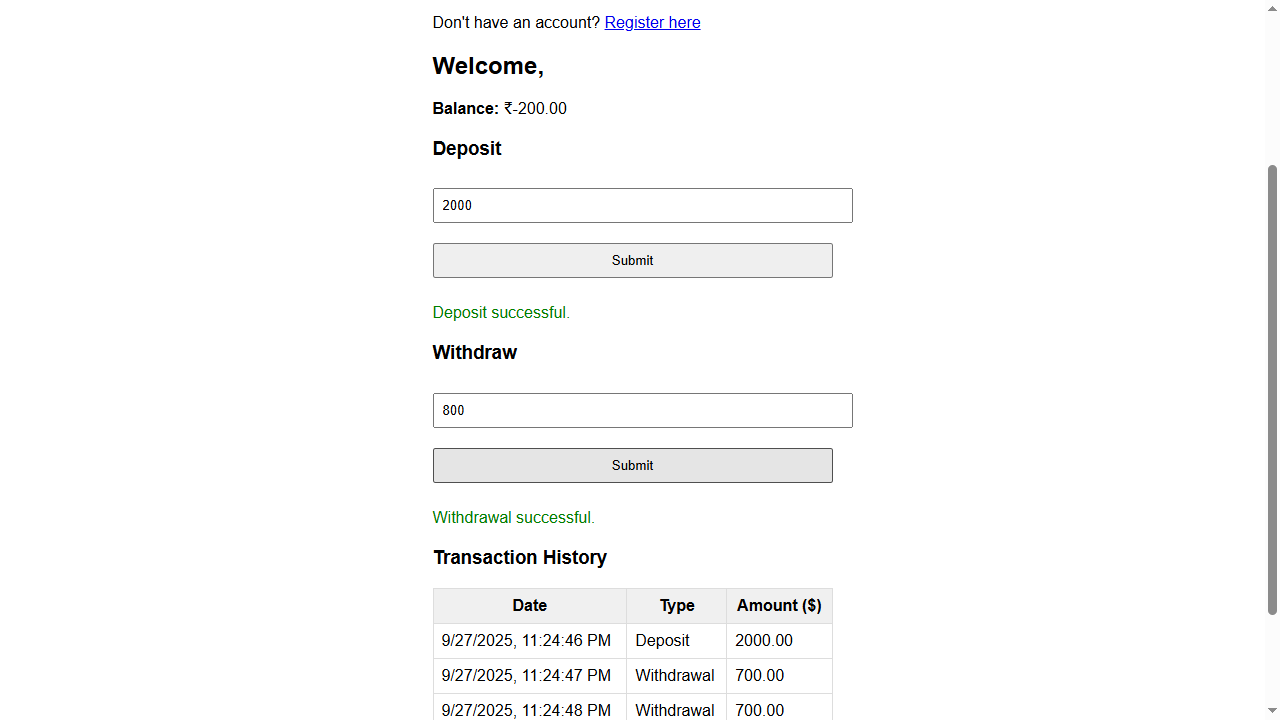 Don't have an account? Register here
Welcome,
Balance: ₹-200.00
Deposit
2000
Submit
Deposit successful.
Withdraw
800
Submit
Withdrawal successful.
Transaction History
Date Type Amount ($)
9/27/2025, 11:24:46 PM Deposit 2000.00
9/27/2025, 11:24:47 PM Withdrawal 700.00
9/27/2025, 11:24:48 PM Withdrawal 700.00